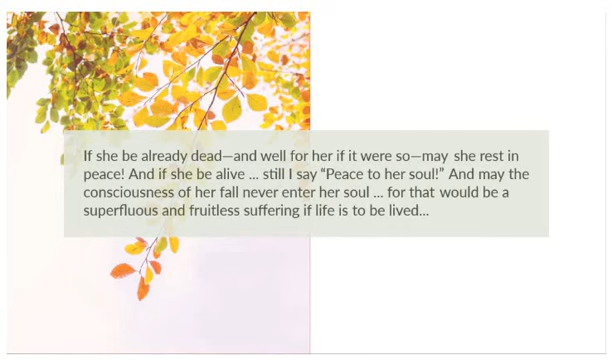 If she be already dead—and well for her if it were so—may she rest in
peace! And if she be alive ... still I say “Peace to her soul!” And may the
consciousness of her fall never enter her soul ... for that would be a
superfluous and fruitless suffering if life is to be lived...